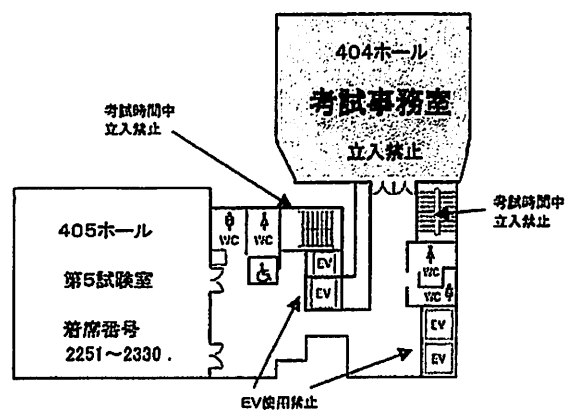 404ホール
考試事務室
立入禁止
考試時間中
立入禁止
考試時間中
立入禁止
405ホール
第5試験室
着席番号
2251～2330.
WC
WC
EV
EV
WC
WC
EV
EV
EV使用禁止